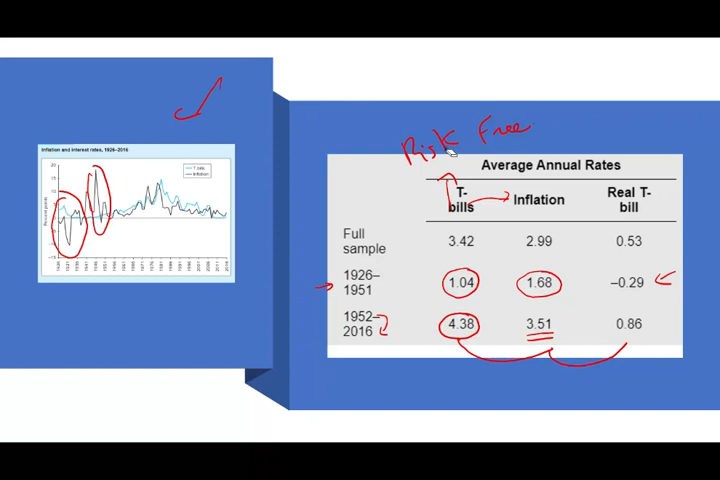 Inflation and interest rates, 1926–2016
T-bills
Inflation
Percentage points
Risk Free
Average Annual Rates
T-
bills
Inflation
Real T-
bill
Full
sample
3.42
2.99
0.53
1926–
1951
1.04
1.68
–0.29
1952–
2016
4.38
3.51
0.86